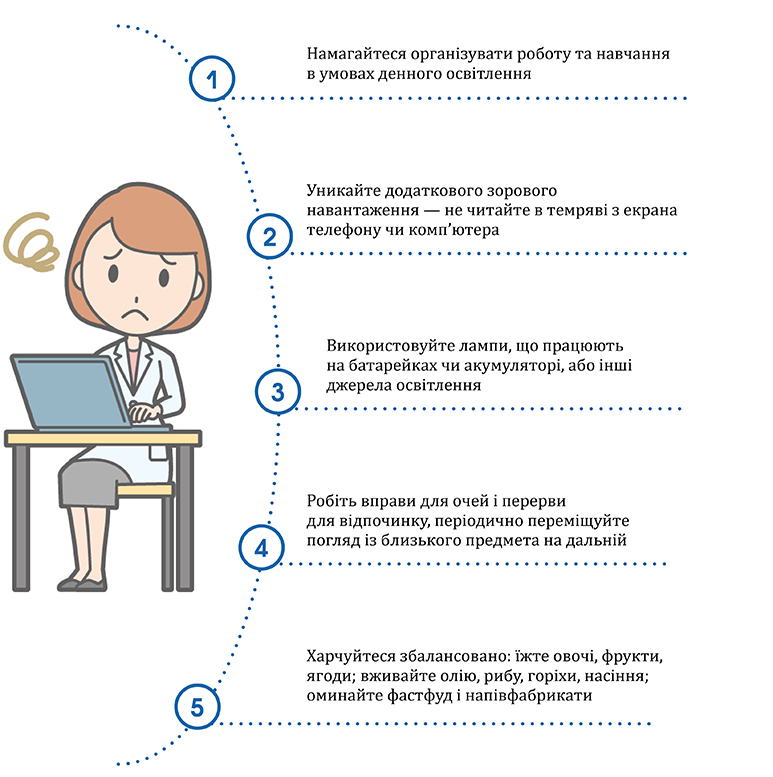 1
Намагайтеся організувати роботу та навчання
в умовах денного освітлення
2
Уникайте додаткового зорового
навантаження — не читайте в темряві з екрана
телефону чи комп’ютера
3
Використовуйте лампи, що працюють
на батарейках чи акумуляторі, або інші
джерела освітлення
4
Робіть вправи для очей і перерви
для відпочинку, періодично переміщуйте
погляд із близького предмета на дальній
5
Харчуйтеся збалансовано: їжте овочі, фрукти,
ягоди; вживайте олію, рибу, горіхи, насіння;
оминайте фастфуд і напівфабрикати